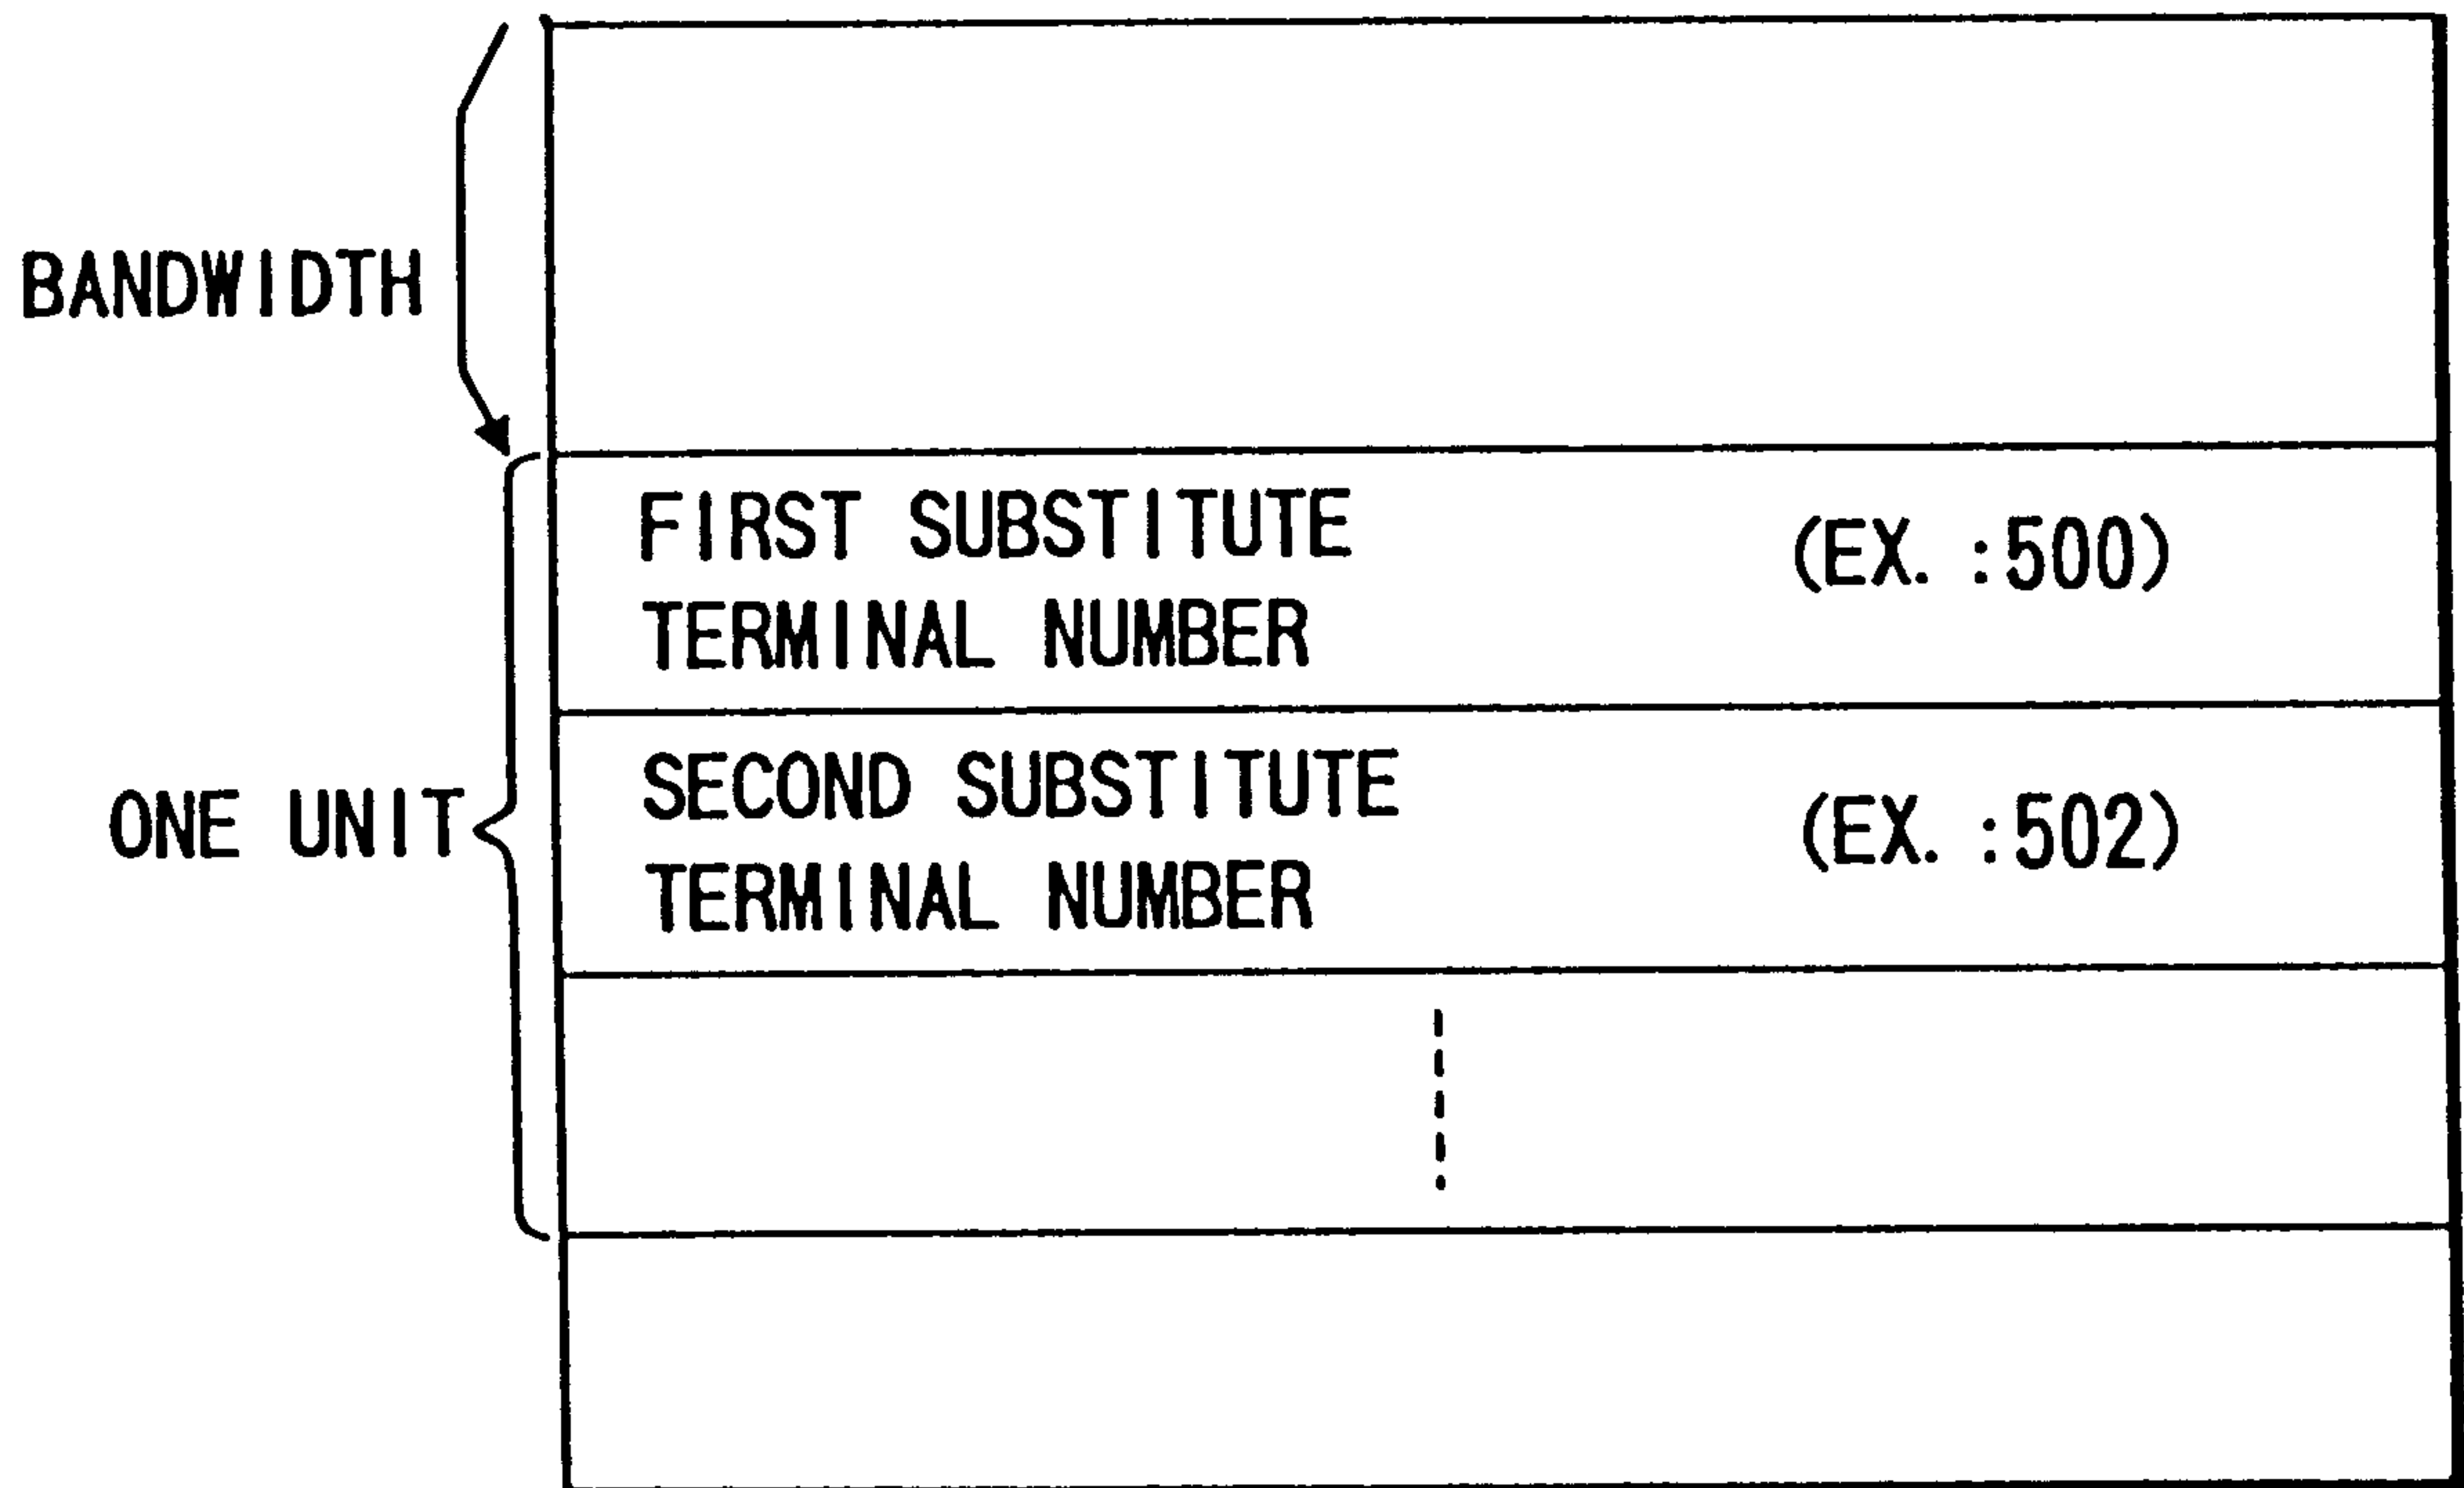 BANDWIDTH
FIRST SUBSTITUTE
TERMINAL NUMBER
(EX. :500)
ONE UNIT
SECOND SUBSTITUTE
TERMINAL NUMBER
(EX. :502)